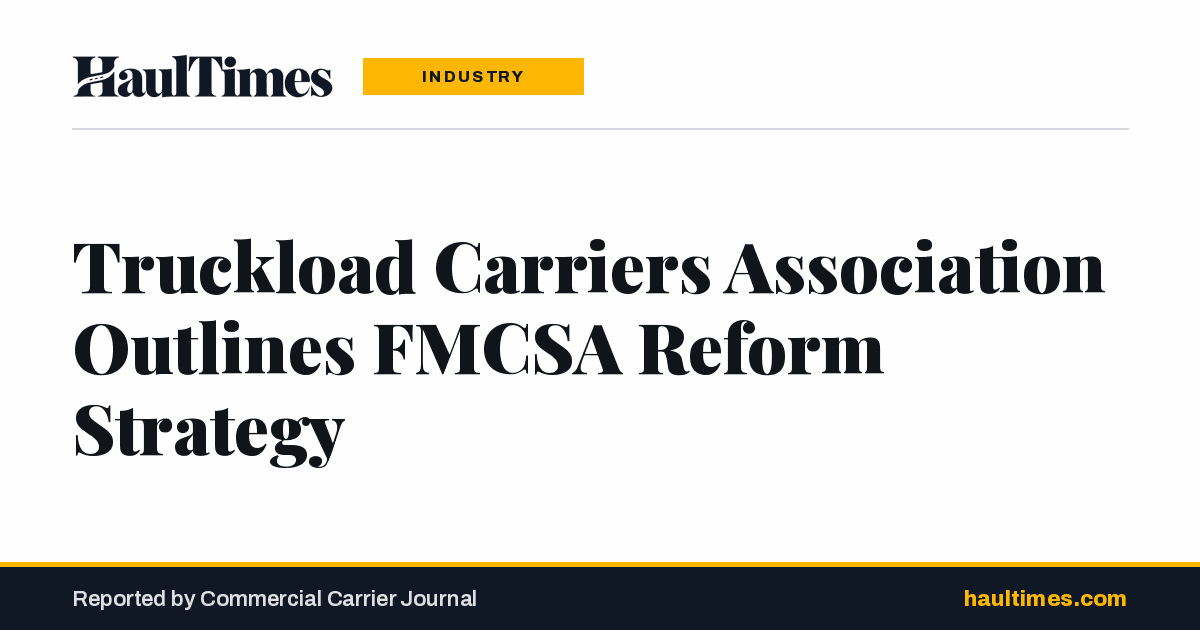 HaulTimes
INDUSTRY
Truckload Carriers Association
Outlines FMCSA Reform
Strategy
Reported by Commercial Carrier Journal
haultimes.com